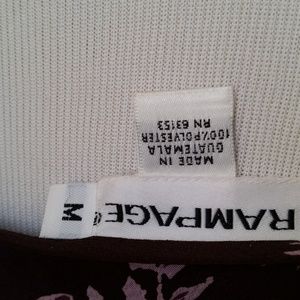 RAMPAGE®
M
MADE IN
GUATEMALA
100% POLYESTER
RN 63153